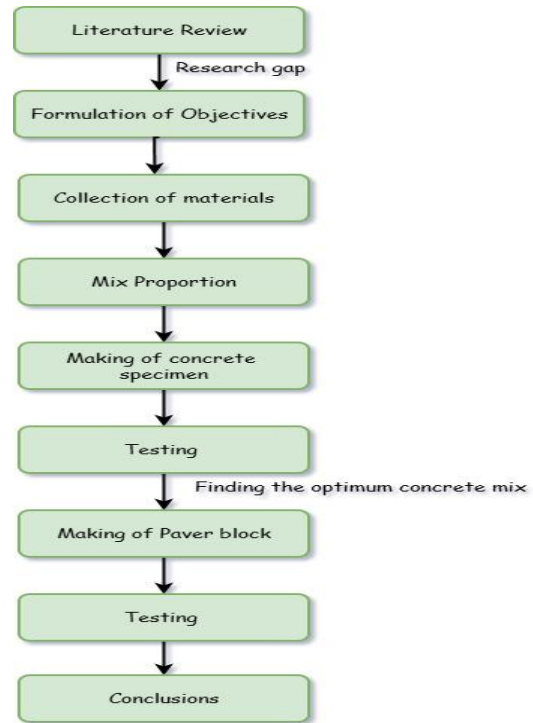 Literature Review
Research gap
Formulation of Objectives
Collection of materials
Mix Proportion
Making of concrete
specimen
Testing
Finding the optimum concrete mix
Making of Paver block
Testing
Conclusions